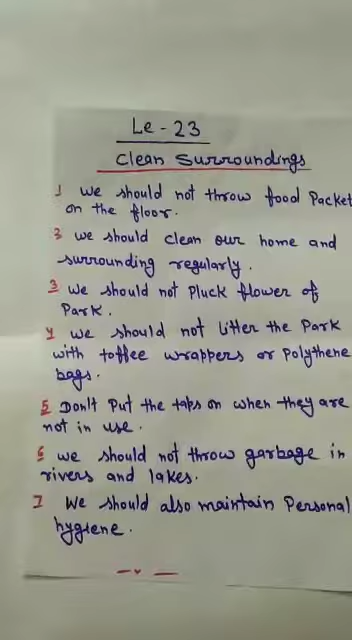 Le - 23
Clean Surroundings
1 We should not throw food Packet
on the floor.
2 We should clean our home and
surrounding regularly.
3 We should not Pluck flower of
Park.
4 We should not litter the Park
with toffee wrappers or Polythene
bags.
5 Don't Put the taps on when they are
not in use.
6 We should not throw garbage in
rivers and lakes.
7 We should also maintain Personal
hygiene.